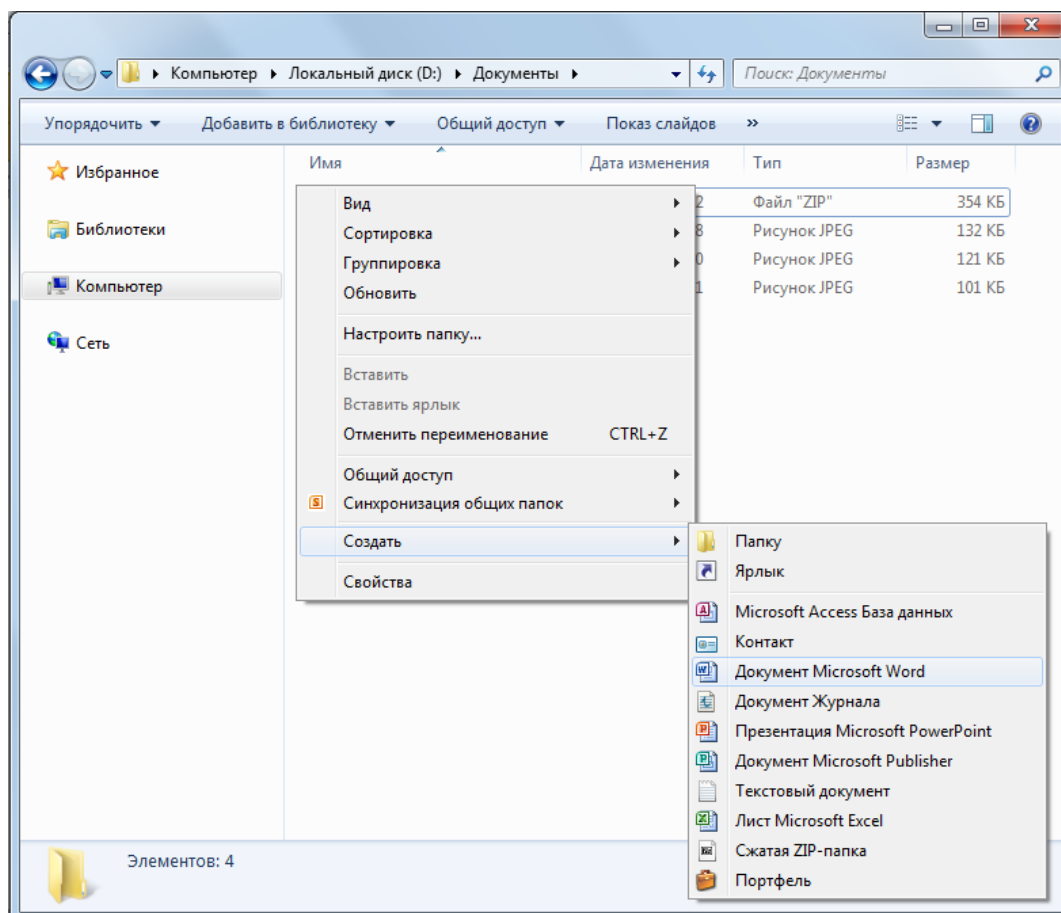 Компьютер ▸ Локальный диск (D:) ▸ Документы ▸
Поиск: Документы
Упорядочить Добавить в библиотеку Общий доступ Показ слайдов »
Имя Дата изменения Тип Размер
Избранное
Библиотеки
Компьютер
Сеть
2 Файл "ZIP" 354 КБ
8 Рисунок JPEG 132 КБ
0 Рисунок JPEG 121 КБ
1 Рисунок JPEG 101 КБ
Вид
Сортировка
Группировка
Обновить
Настроить папку...
Вставить
Вставить ярлык
Отменить переименование CTRL+Z
Общий доступ
Синхронизация общих папок
Создать
Свойства
Папку
Ярлык
Microsoft Access База данных
Контакт
Документ Microsoft Word
Документ Журнала
Презентация Microsoft PowerPoint
Документ Microsoft Publisher
Текстовый документ
Лист Microsoft Excel
Сжатая ZIP-папка
Портфель
Элементов: 4